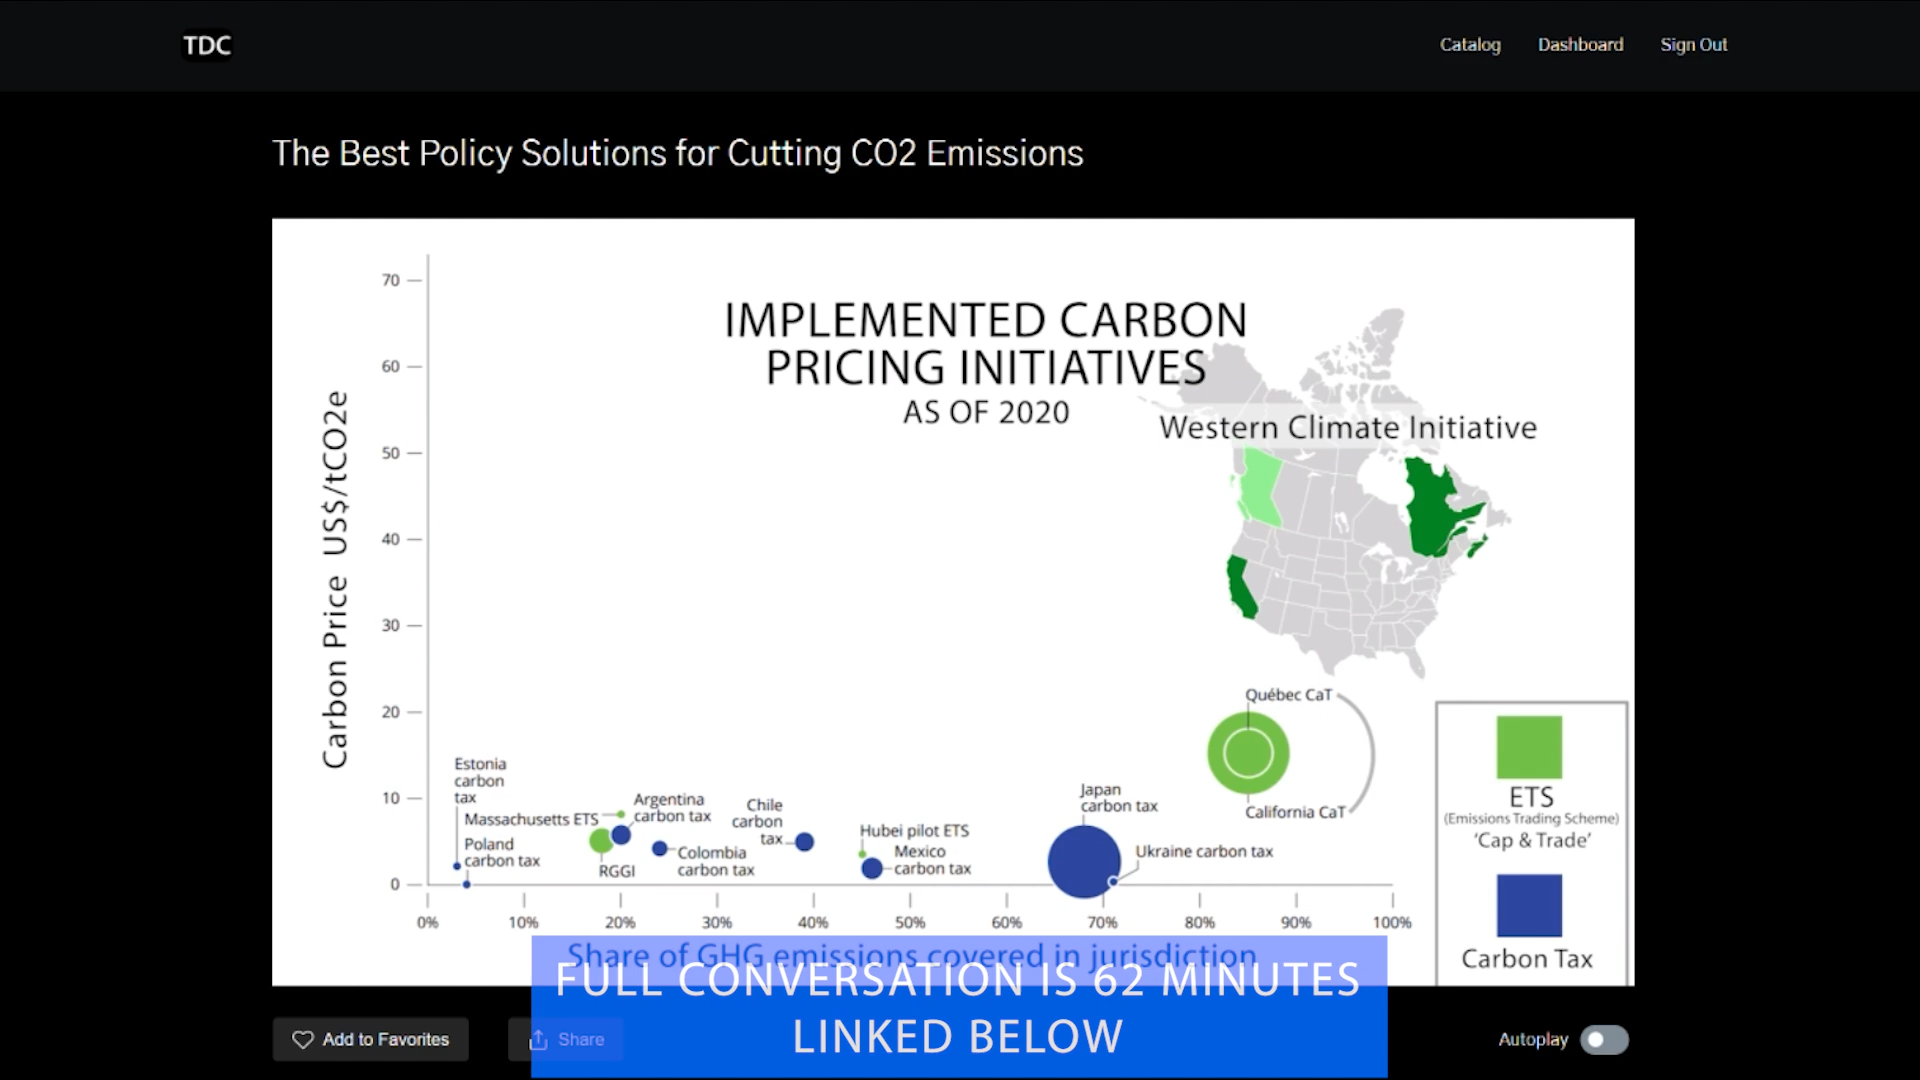 TDC
Catalog
Dashboard
Sign Out
The Best Policy Solutions for Cutting CO2 Emissions
IMPLEMENTED CARBON
PRICING INITIATIVES
AS OF 2020
Western Climate Initiative
Carbon Price US$/tCO2e
70
60
50
40
30
20
10
0
Estonia
carbon
tax
Massachusetts ETS
Poland
carbon tax
Argentina
carbon tax
RGGI
Colombia
carbon tax
Chile
carbon
tax
Hubei pilot ETS
Mexico
carbon tax
Japan
carbon tax
Ukraine carbon tax
Québec CaT
California CaT
ETS
(Emissions Trading Scheme)
‘Cap & Trade’
Carbon Tax
0%
10%
20%
30%
40%
50%
60%
70%
80%
90%
100%
Share of GHG emissions covered in jurisdiction
FULL CONVERSATION IS 62 MINUTES
LINKED BELOW
Add to Favorites
Share
Autoplay